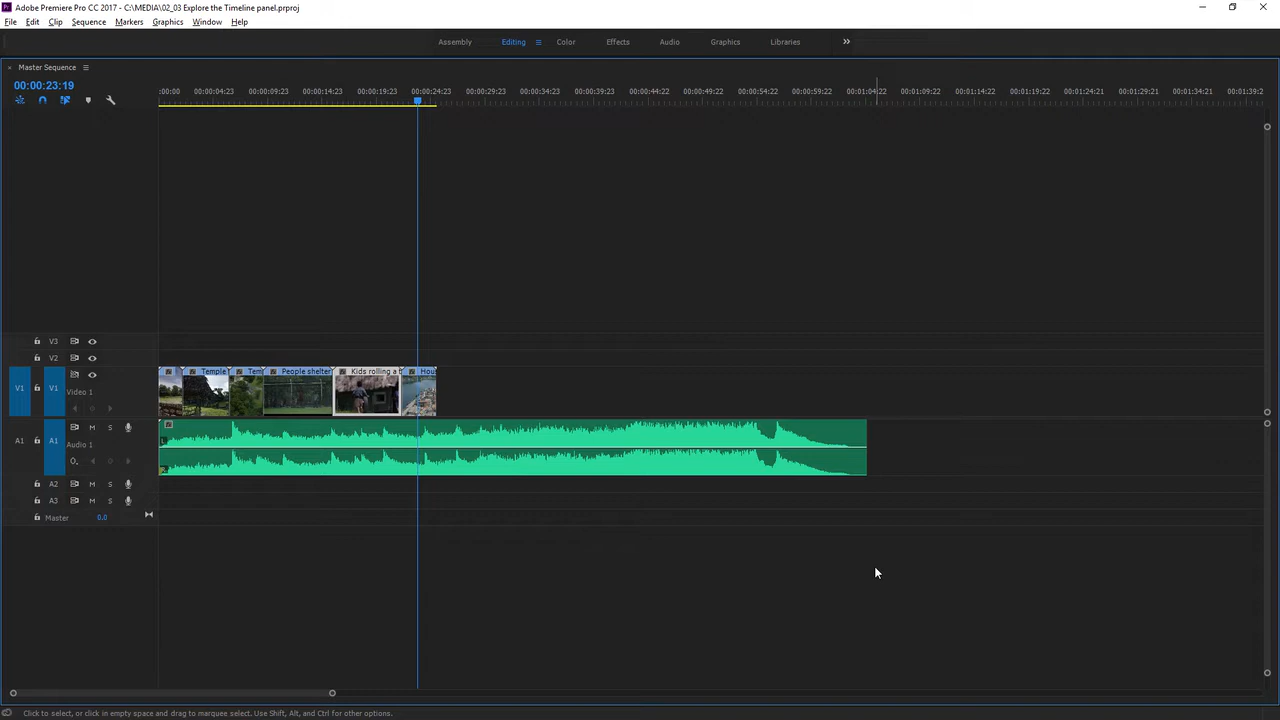 Adobe Premiere Pro CC 2017 - C:\MEDIA\02_03 Explore the Timeline panel.prproj
File Edit Clip Sequence Markers Graphics Window Help
Assembly Editing Color Effects Audio Graphics Libraries
Master Sequence
00:00:23:19
:00:00 00:00:04:23 00:00:09:23 00:00:14:23 00:00:19:23 00:00:24:23 00:00:29:23 00:00:34:23 00:00:39:23 00:00:44:22 00:00:49:22 00:00:54:22 00:00:59:22 00:01:04:22 00:01:09:22 00:01:14:22 00:01:19:22 00:01:24:21 00:01:29:21 00:01:34:21 00:01:39:2
V3
V2
Temple Tem People shelter Kids rolling a Hou
V1 V1 Video 1
M S
A1 A1 Audio 1
L
R
A2 M S
A3 M S
Master 0.0
Click to select, or click in empty space and drag to marquee select. Use Shift, Alt, and Ctrl for other options.